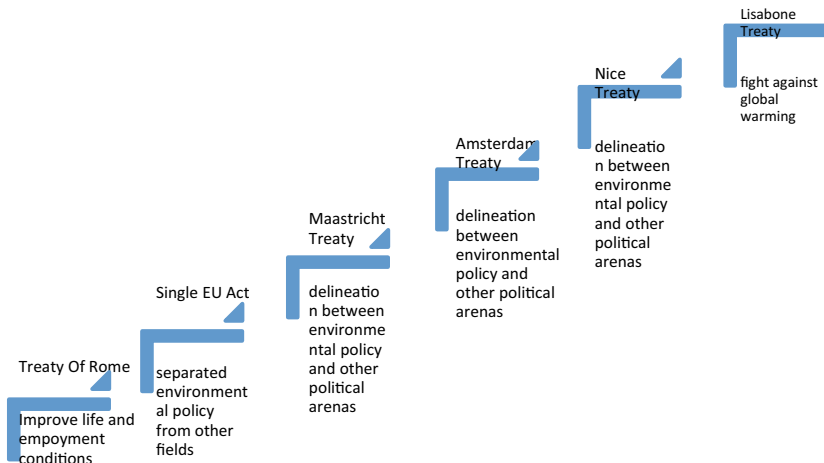 Treaty Of Rome
Improve life and
empoyment
conditions
Single EU Act
separated
environment
al policy
from other
fields
Maastricht
Treaty
delineatio
n between
environme
ntal policy
and other
political
arenas
Amsterdam
Treaty
delineation
between
environmental
policy and
other political
arenas
Nice
Treaty
delineatio
n between
environme
ntal policy
and other
political
arenas
Lisabone
Treaty
fight against
global
warming